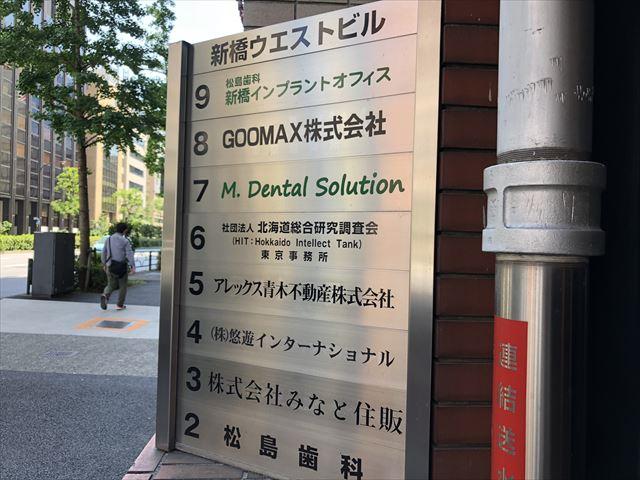 新橋ウエストビル
9 松島歯科
新橋インプラントオフィス
8 GOOMAX株式会社
7 M. Dental Solution
6 社団法人 北海道総合研究調査会
(HIT:Hokkaido Intellect Tank)
東京事務所
5 アレックス青木不動産株式会社
4 (株)悠遊インターナショナル
3 株式会社みなと住販
2 松島歯科
連結送